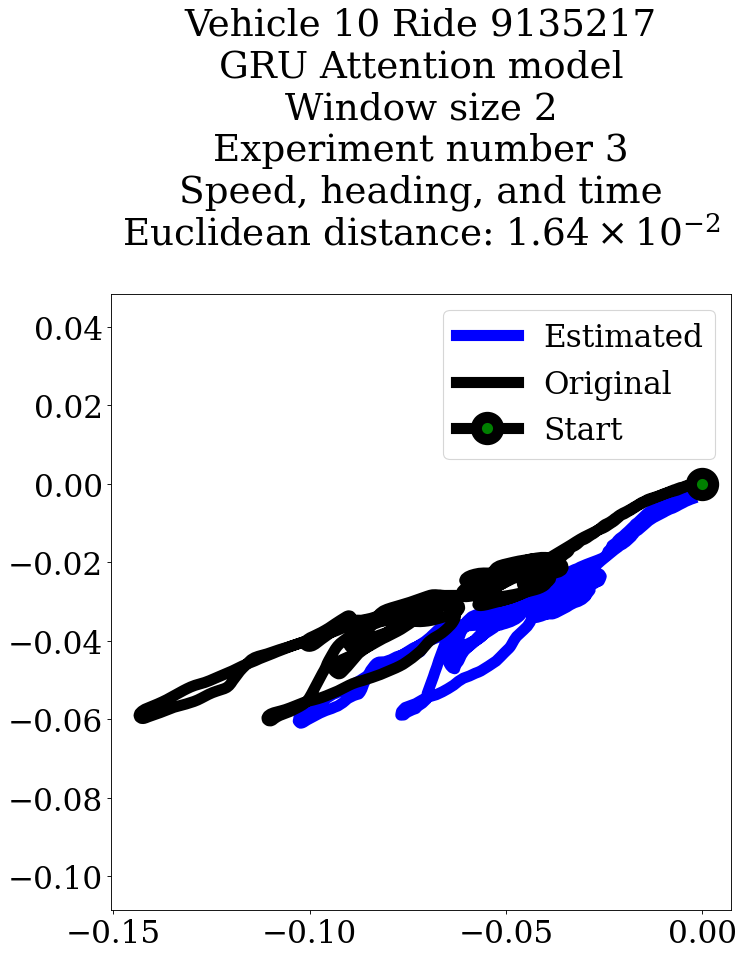 Vehicle 10 Ride 9135217
GRU Attention model
Window size 2
Experiment number 3
Speed, heading, and time
Euclidean distance: 1.64 × 10⁻²
Estimated
Original
Start
0.04
0.02
0.00
−0.02
−0.04
−0.06
−0.08
−0.10
−0.15
−0.10
−0.05
0.00